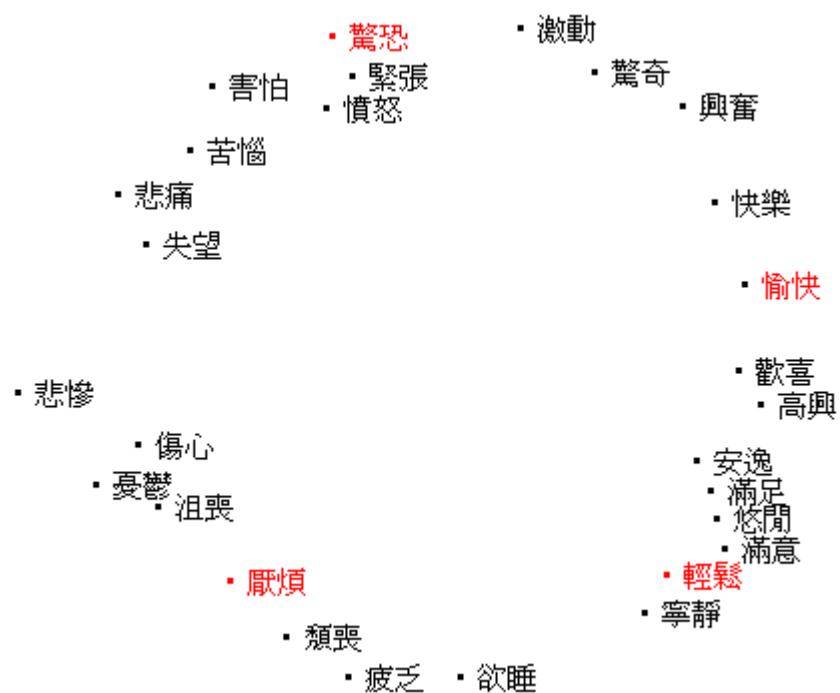 激動
驚恐
驚奇
緊張
害怕
憤怒
興奮
苦惱
悲痛
快樂
失望
愉快
歡喜
悲慘
高興
傷心
安逸
憂鬱
滿足
沮喪
悠閒
滿意
輕鬆
厭煩
寧靜
頹喪
疲乏
欲睡